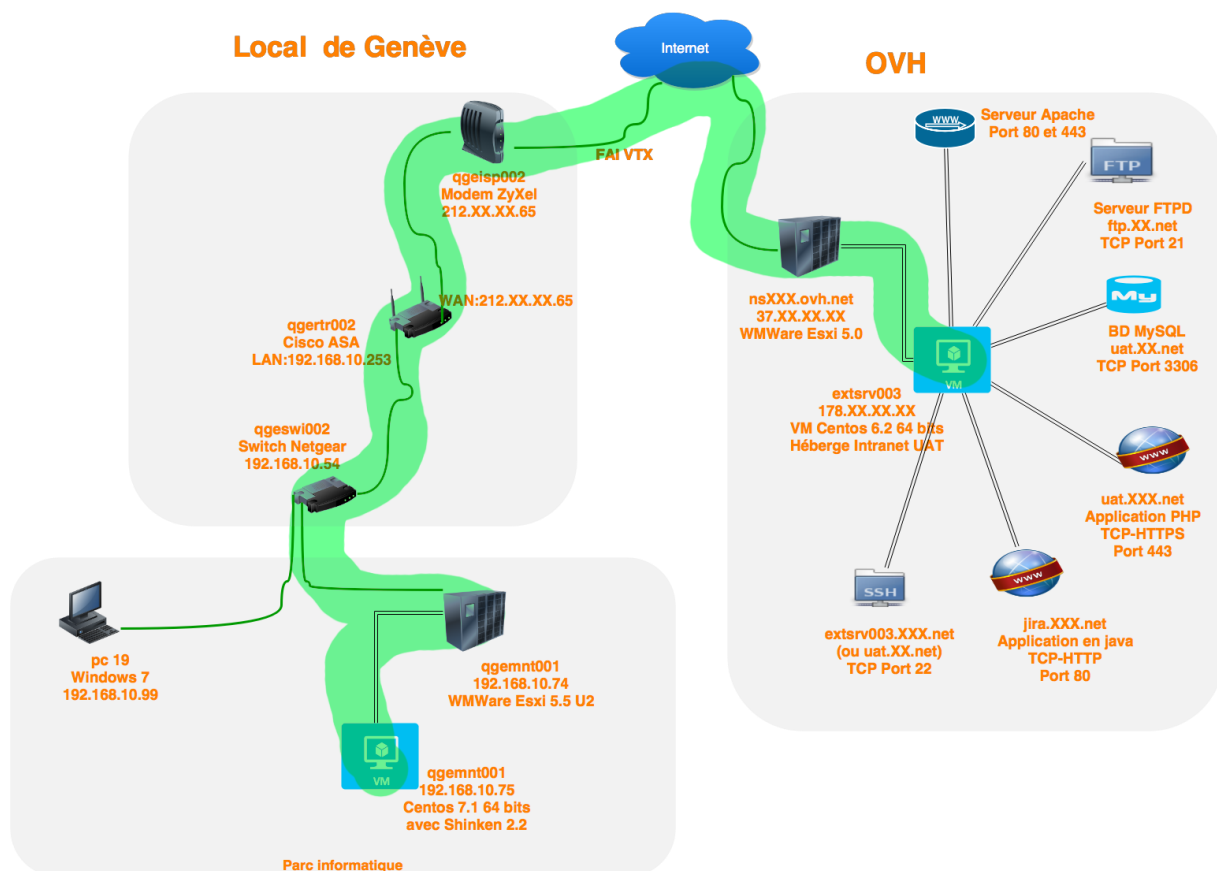 Local de Genève
Internet
OVH
FAI VTX
qgeisp002
Modem ZyXel
212.XX.XX.65
WAN:212.XX.XX.65
qgertr002
Cisco ASA
LAN:192.168.10.253
qgeswi002
Switch Netgear
192.168.10.54
pc 19
Windows 7
192.168.10.99
qgemnt001
192.168.10.74
WMWare Esxi 5.5 U2
VM
qgemnt001
192.168.10.75
Centos 7.1 64 bits
avec Shinken 2.2
Parc informatique
nsXXX.ovh.net
37.XX.XX.XX
WMWare Esxi 5.0
VM
extsrv003
178.XX.XX.XX
VM Centos 6.2 64 bits
Héberge Intranet UAT
WWW
Serveur Apache
Port 80 et 443
FTP
Serveur FTPD
ftp.XX.net
TCP Port 21
My
BD MySQL
uat.XX.net
TCP Port 3306
www
uat.XXX.net
Application PHP
TCP-HTTPS
Port 443
www
jira.XXX.net
Application en java
TCP-HTTP
Port 80
SSH
extsrv003.XXX.net
(ou uat.XX.net)
TCP Port 22